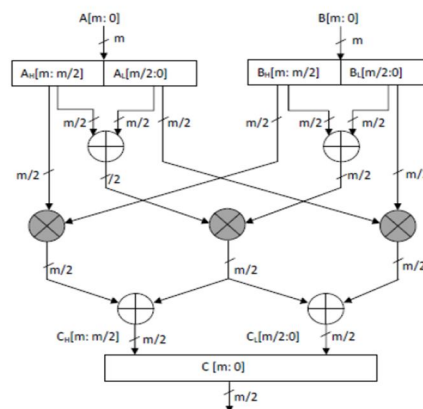 A[m: 0] B[m: 0]
m m
A_H[m: m/2] A_L[m/2:0] B_H[m: m/2] B_L[m/2:0]
m/2 m/2 m/2 m/2 m/2 m/2
m/2 m/2
/2 m/2
m/2 m/2 m/2
C_H[m: m/2] m/2 C_L[m/2:0] m/2
C [m: 0]
m/2